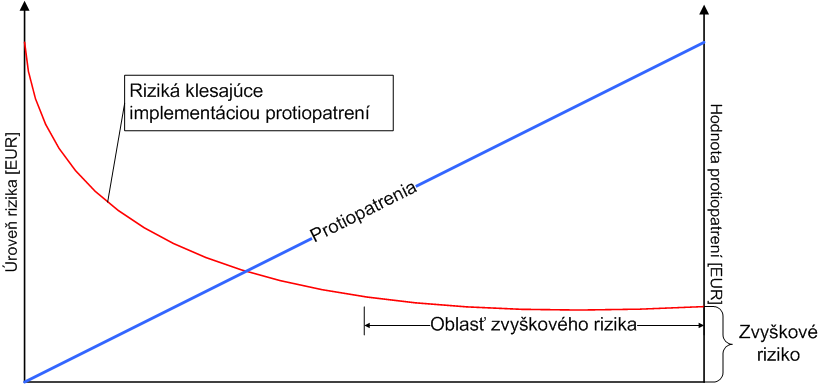 Úroveň rizika [EUR]
Riziká klesajúce
implementáciou protiopatrení
Protiopatrenia
Hodnota protiopatrení [EUR]
Oblasť zvyškového rizika
Zvyškové
riziko